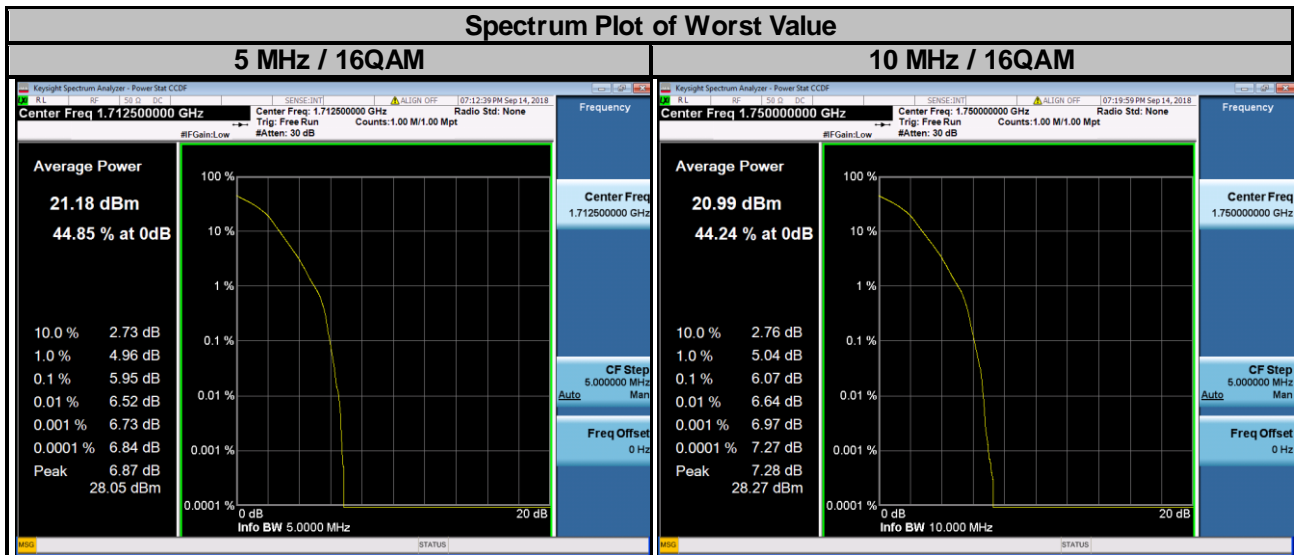 Spectrum Plot of Worst Value
5 MHz / 16QAM
Keysight Spectrum Analyzer - Power Stat CCDF
RL RF 50 Ω DC SENSE:INT ALIGN OFF 07:12:39 PM Sep 14, 2018
Center Freq 1.712500000 GHz
Center Freq: 1.712500000 GHz Radio Std: None
Trig: Free Run Counts:1.00 M/1.00 Mpt
#IFGain:Low #Atten: 30 dB
Frequency
Average Power
21.18 dBm
44.85 % at 0dB
10.0 % 2.73 dB
1.0 % 4.96 dB
0.1 % 5.95 dB
0.01 % 6.52 dB
0.001 % 6.73 dB
0.0001 % 6.84 dB
Peak 6.87 dB
28.05 dBm
100 %
10 %
1 %
0.1 %
0.01 %
0.001 %
0.0001 %
0 dB 20 dB
Info BW 5.0000 MHz
Center Freq
1.712500000 GHz
CF Step
5.000000 MHz
Auto Man
Freq Offset
0 Hz
MSG STATUS
10 MHz / 16QAM
Keysight Spectrum Analyzer - Power Stat CCDF
RL RF 50 Ω DC SENSE:INT ALIGN OFF 07:19:59 PM Sep 14, 2018
Center Freq 1.750000000 GHz
Center Freq: 1.750000000 GHz Radio Std: None
Trig: Free Run Counts:1.00 M/1.00 Mpt
#IFGain:Low #Atten: 30 dB
Frequency
Average Power
20.99 dBm
44.24 % at 0dB
10.0 % 2.76 dB
1.0 % 5.04 dB
0.1 % 6.07 dB
0.01 % 6.64 dB
0.001 % 6.97 dB
0.0001 % 7.27 dB
Peak 7.28 dB
28.27 dBm
100 %
10 %
1 %
0.1 %
0.01 %
0.001 %
0.0001 %
0 dB 20 dB
Info BW 10.000 MHz
Center Freq
1.750000000 GHz
CF Step
5.000000 MHz
Auto Man
Freq Offset
0 Hz
MSG STATUS